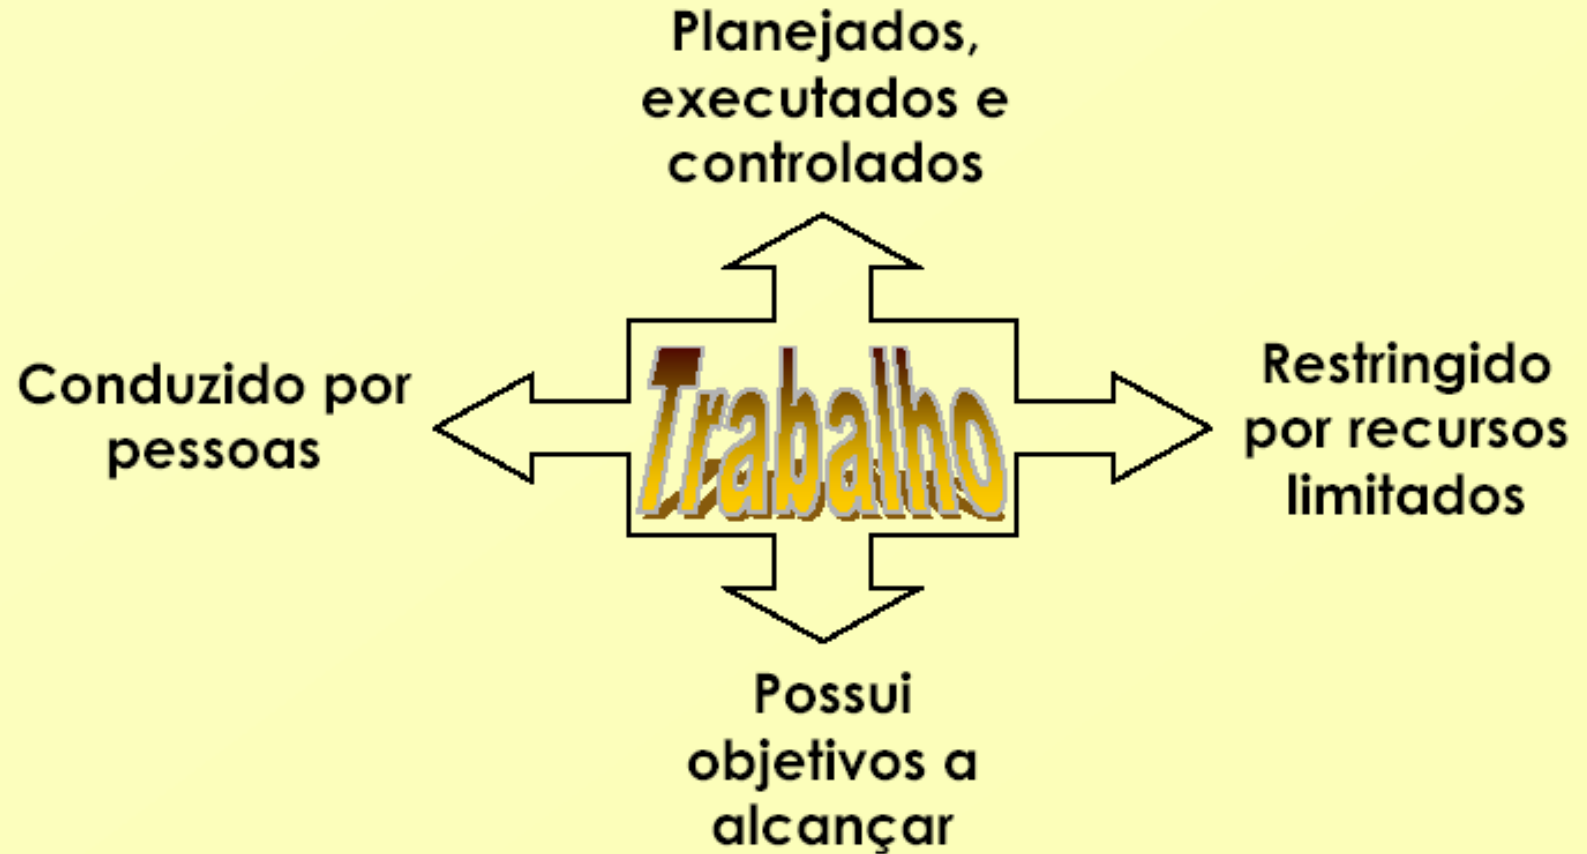 Planejados,
executados e
controlados
Conduzido por
pessoas
Trabalho
Restringido
por recursos
limitados
Possui
objetivos a
alcançar